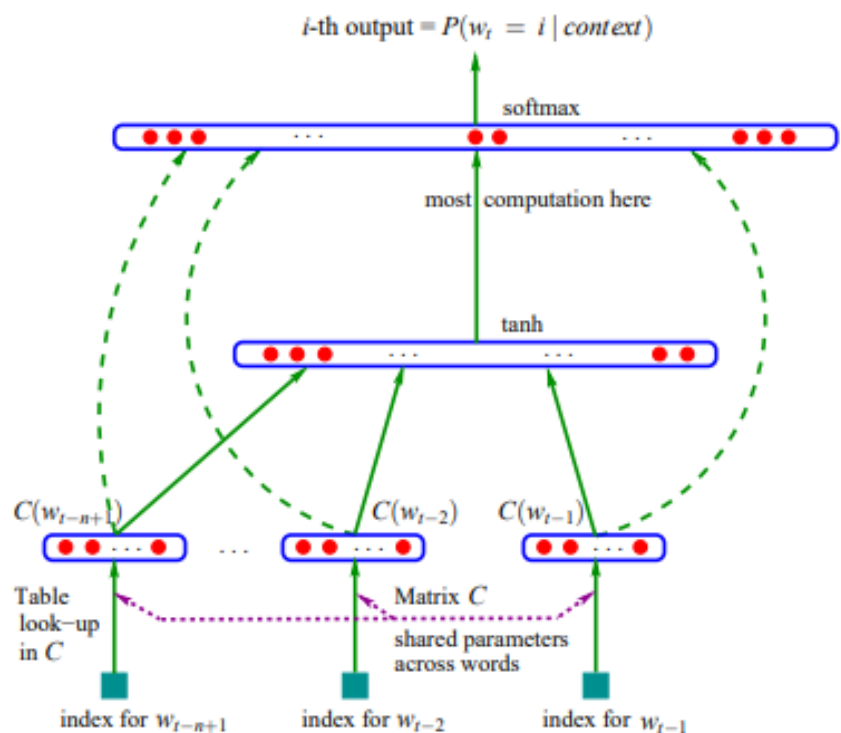 i-th output = P(w_t = i | context)
softmax
. . .
. . .
most computation here
tanh
. . .
. . .
C(w_{t−n+1})
C(w_{t−2})
C(w_{t−1})
. . .
. . .
. . .
. . .
Table
look−up
in C
Matrix C
shared parameters
across words
index for w_{t−n+1}
index for w_{t−2}
index for w_{t−1}